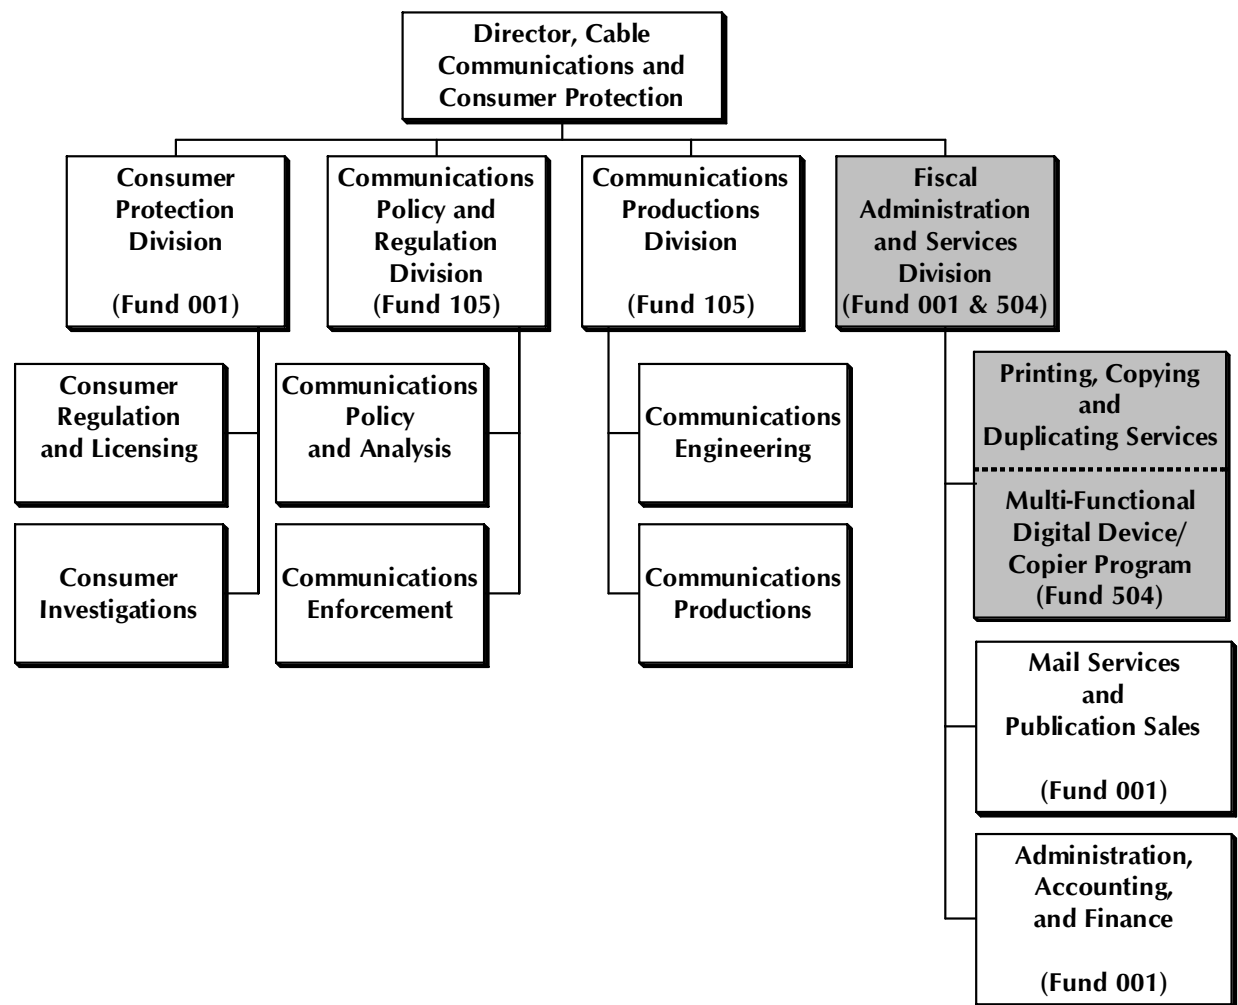 Director, Cable
Communications and
Consumer Protection
Consumer
Protection
Division
(Fund 001)
Communications
Policy and
Regulation
Division
(Fund 105)
Communications
Productions
Division
(Fund 105)
Fiscal
Administration
and Services
Division
(Fund 001 & 504)
Consumer
Regulation
and Licensing
Communications
Policy
and Analysis
Communications
Engineering
Printing, Copying
and
Duplicating Services
Multi-Functional
Digital Device/
Copier Program
(Fund 504)
Consumer
Investigations
Communications
Enforcement
Communications
Productions
Mail Services
and
Publication Sales
(Fund 001)
Administration,
Accounting,
and Finance
(Fund 001)